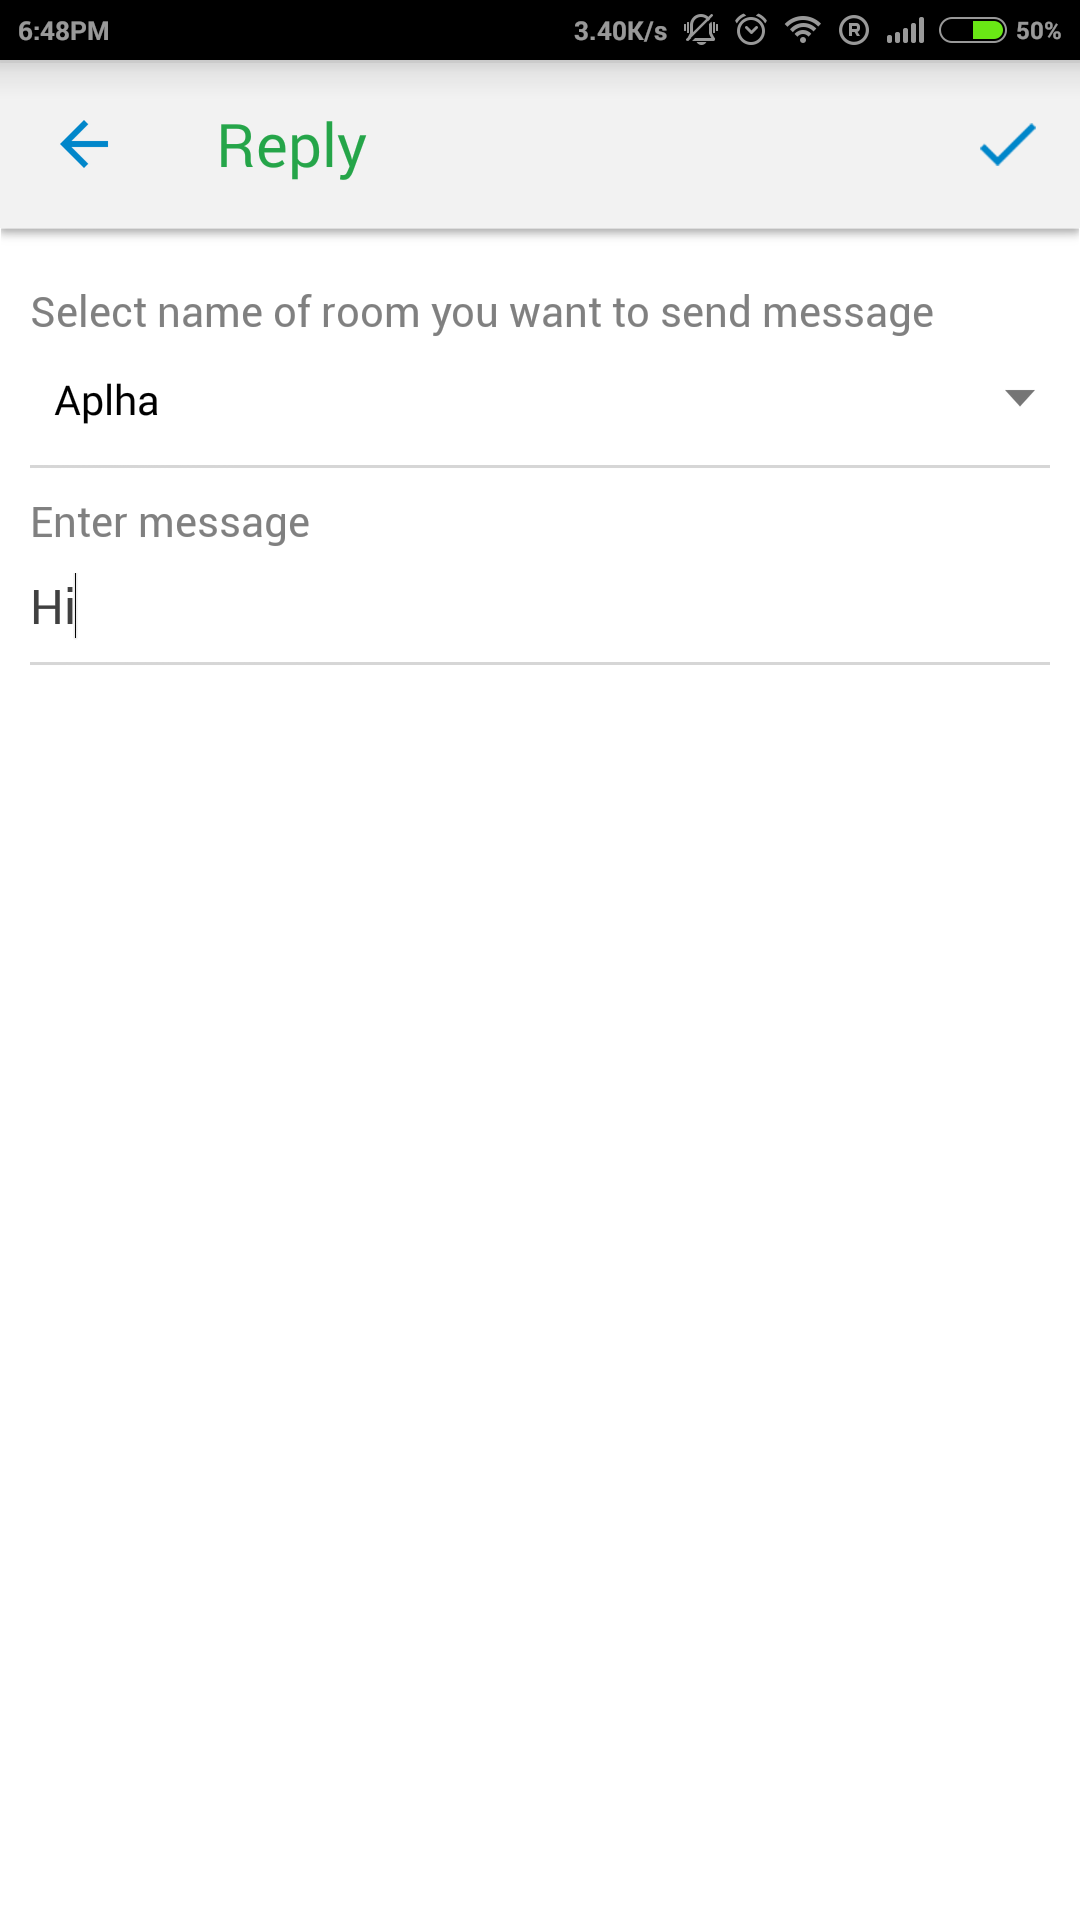 6:48PM 3.40K/s R 50%
Reply
Select name of room you want to send message
Aplha
Enter message
Hi